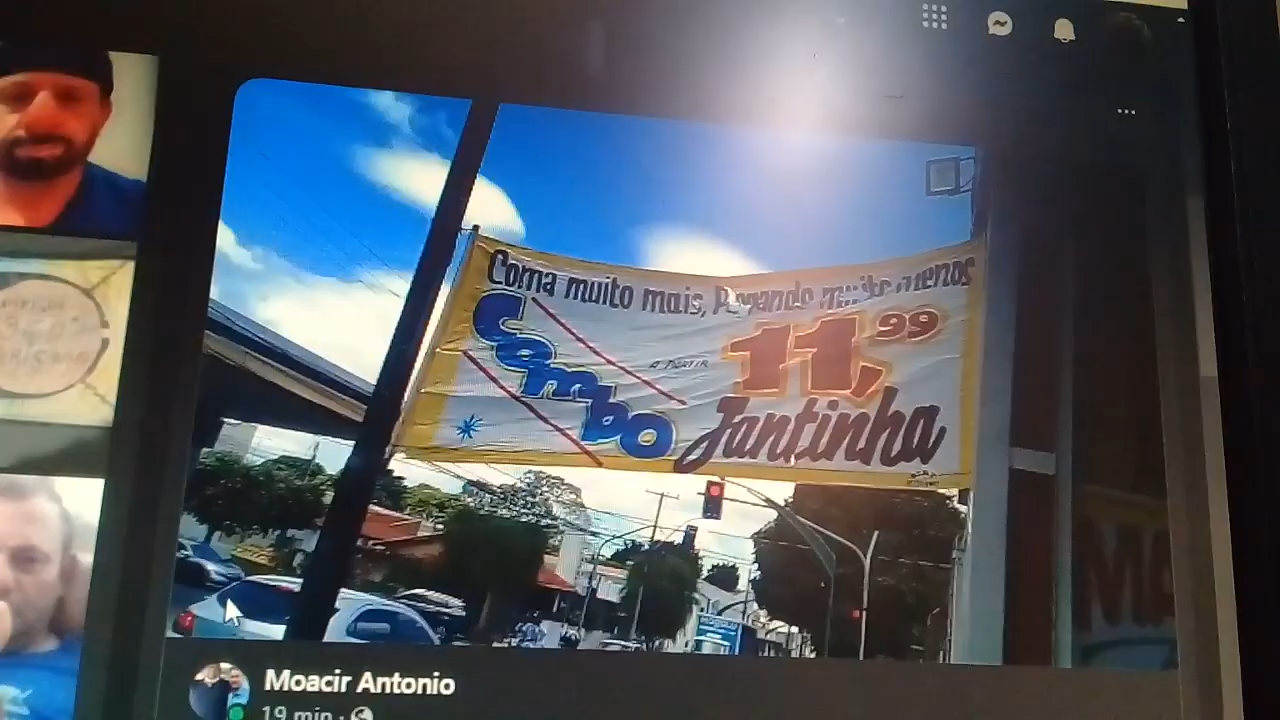 Coma muito mais, Pagando muito menos
Combo
A PARTIR
11,99
Jantinha
Moacir Antonio
19 min ·